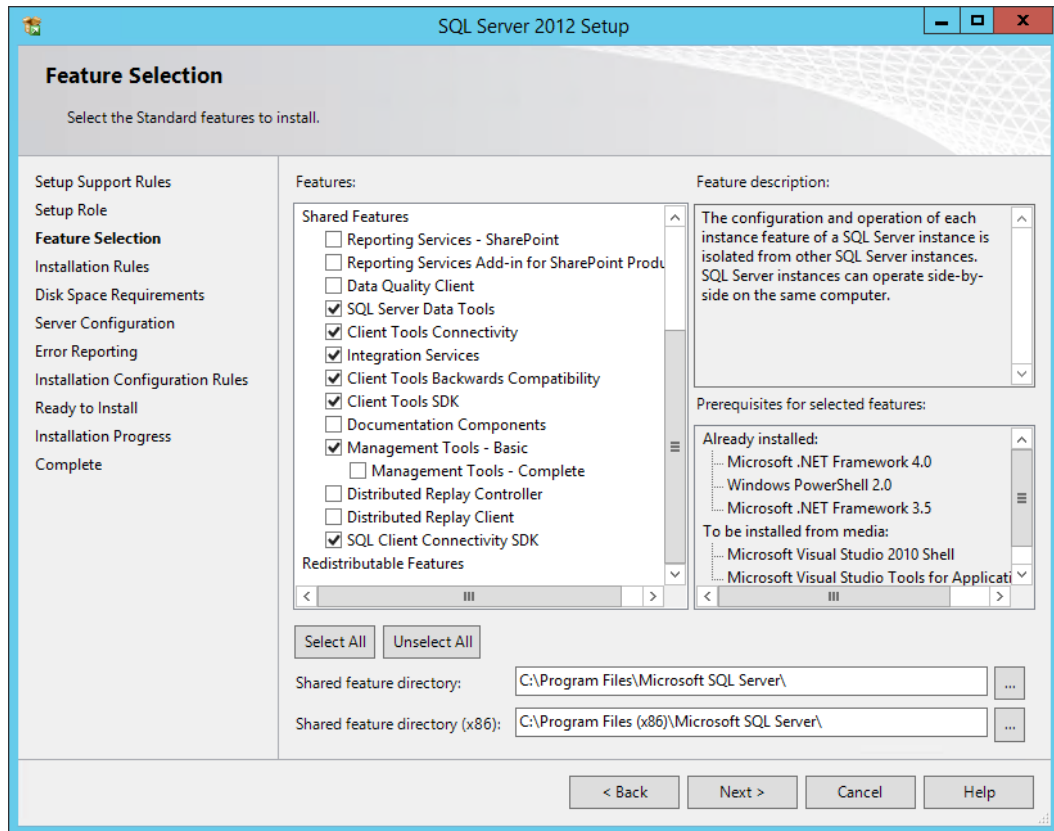 SQL Server 2012 Setup
Feature Selection
Select the Standard features to install.
Setup Support Rules
Setup Role
Feature Selection
Installation Rules
Disk Space Requirements
Server Configuration
Error Reporting
Installation Configuration Rules
Ready to Install
Installation Progress
Complete
Features:
Shared Features
Reporting Services - SharePoint
Reporting Services Add-in for SharePoint Produ
Data Quality Client
SQL Server Data Tools
Client Tools Connectivity
Integration Services
Client Tools Backwards Compatibility
Client Tools SDK
Documentation Components
Management Tools - Basic
Management Tools - Complete
Distributed Replay Controller
Distributed Replay Client
SQL Client Connectivity SDK
Redistributable Features
Feature description:
The configuration and operation of each
instance feature of a SQL Server instance is
isolated from other SQL Server instances.
SQL Server instances can operate side-by-
side on the same computer.
Prerequisites for selected features:
Already installed:
Microsoft .NET Framework 4.0
Windows PowerShell 2.0
Microsoft .NET Framework 3.5
To be installed from media:
Microsoft Visual Studio 2010 Shell
Microsoft Visual Studio Tools for Applicati
Select All
Unselect All
Shared feature directory:
C:\Program Files\Microsoft SQL Server\
...
Shared feature directory (x86):
C:\Program Files (x86)\Microsoft SQL Server\
...
< Back
Next >
Cancel
Help